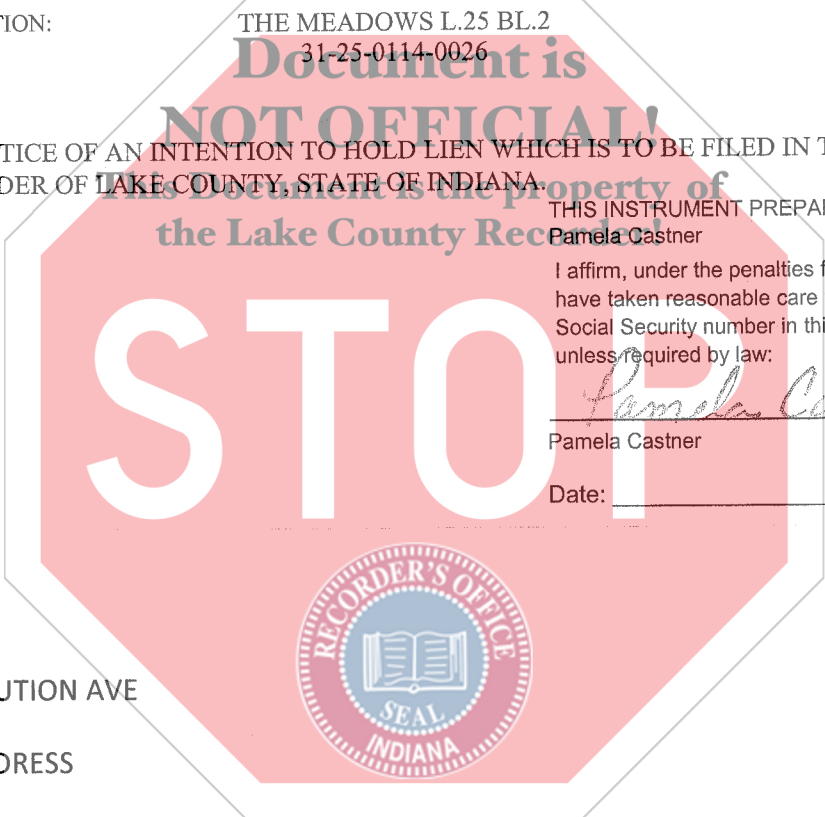 TION: THE MEADOWS L.25 BL.2
31-25-0114-0026
Document is
NOT OFFICIAL!
TICE OF AN INTENTION TO HOLD LIEN WHICH IS TO BE FILED IN T
DER OF LAKE COUNTY, STATE OF INDIANA.
This Document is the property of
the Lake County Recorder!
THIS INSTRUMENT PREPA
Pamela Castner
I affirm, under the penalties f
have taken reasonable care
Social Security number in thi
unless required by law:
Pamela Ca
Pamela Castner
Date:
STOP
RECORDER'S OFFICE
SEAL
INDIANA
UTION AVE
DRESS